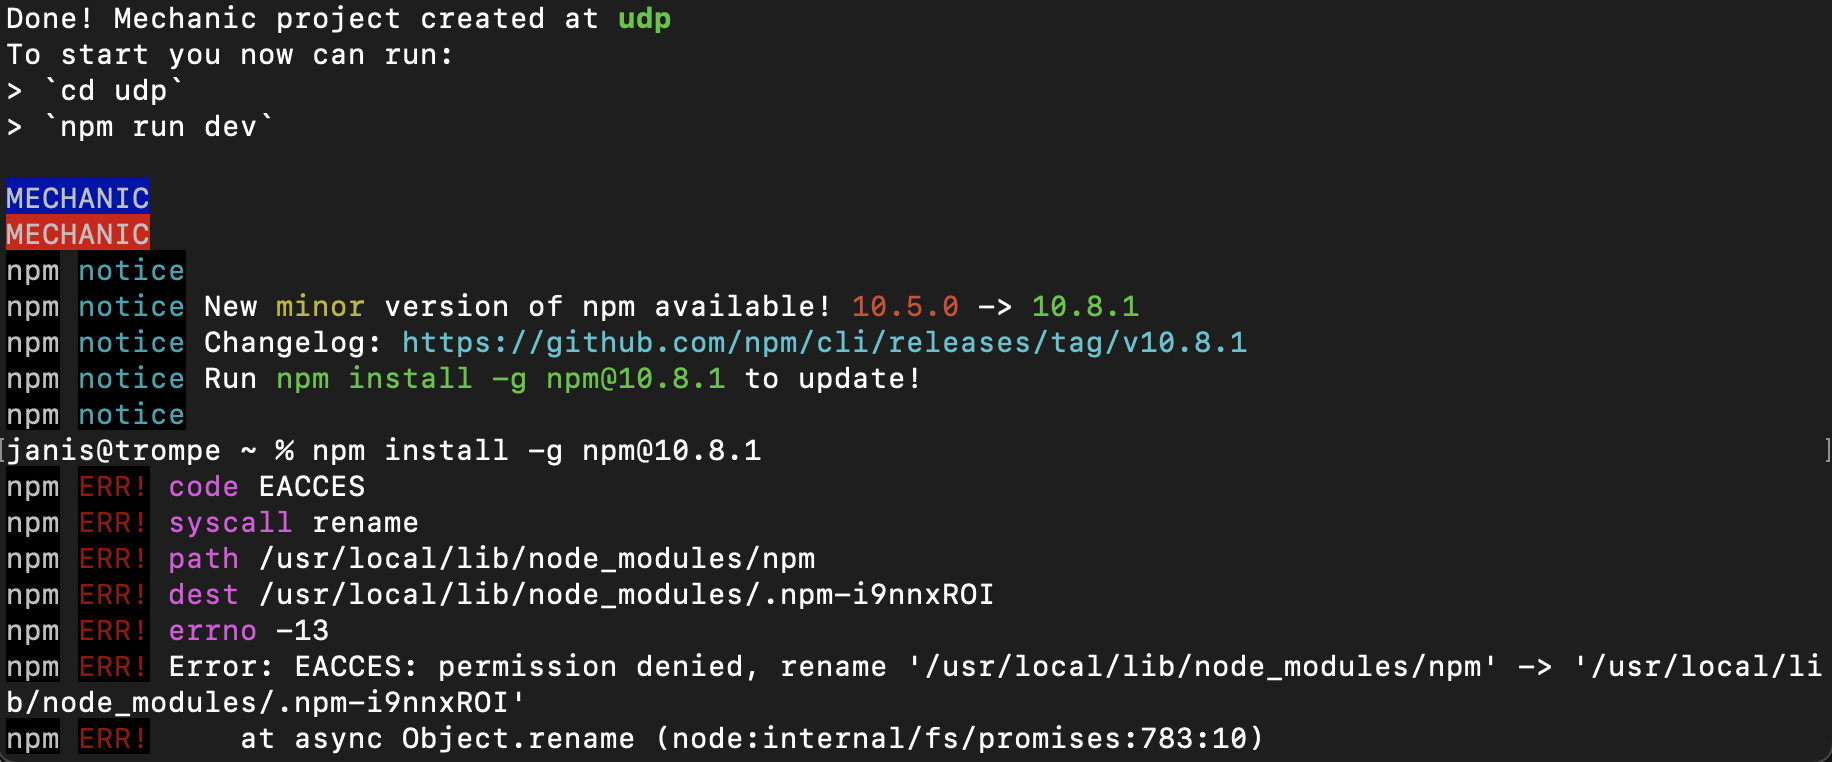 Done! Mechanic project created at udp
To start you now can run:
> `cd udp`
> `npm run dev`
MECHANIC
MECHANIC
npm notice
npm notice New minor version of npm available! 10.5.0 -> 10.8.1
npm notice Changelog: https://github.com/npm/cli/releases/tag/v10.8.1
npm notice Run npm install -g npm@10.8.1 to update!
npm notice
[janis@trompe ~ % npm install -g npm@10.8.1 ]
npm ERR! code EACCES
npm ERR! syscall rename
npm ERR! path /usr/local/lib/node_modules/npm
npm ERR! dest /usr/local/lib/node_modules/.npm-i9nnxROI
npm ERR! errno -13
npm ERR! Error: EACCES: permission denied, rename '/usr/local/lib/node_modules/npm' -> '/usr/local/li
b/node_modules/.npm-i9nnxROI'
npm ERR!     at async Object.rename (node:internal/fs/promises:783:10)